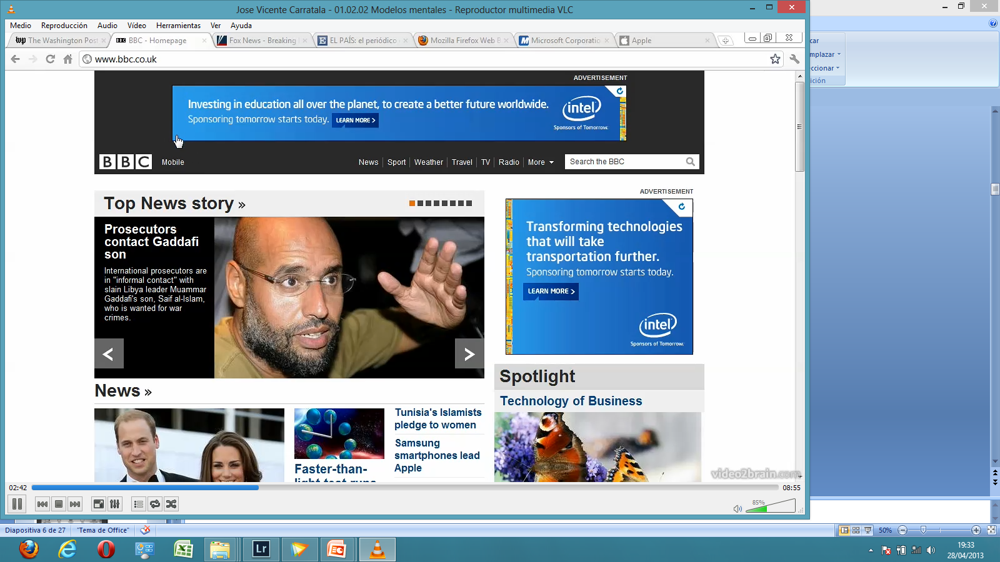 Jose Vicente Carratala - 01.02.02 Modelos mentales - Reproductor multimedia VLC
Medio Reproducción Audio Vídeo Herramientas Ver Ayuda
wp The Washington Post
BBC BBC - Homepage
Fox News - Breaking
E EL PAÍS: el periódico
Mozilla Firefox Web B
M Microsoft Corporatio
Apple
www.bbc.co.uk
car
mplazar
eccionar
ición
ADVERTISEMENT
Investing in education all over the planet, to create a better future worldwide.
Sponsoring tomorrow starts today. LEARN MORE >
intel
Sponsors of Tomorrow.
BBC Mobile News Sport Weather Travel TV Radio More Search the BBC
Top News story »
Prosecutors
contact Gaddafi
son
International prosecutors are
in "informal contact" with
slain Libya leader Muammar
Gaddafi's son, Saif al-Islam,
who is wanted for war
crimes.
ADVERTISEMENT
Transforming technologies
that will take
transportation further.
Sponsoring tomorrow starts today.
LEARN MORE >
intel
Sponsors of Tomorrow.
News »
Faster-than-
Tunisia's Islamists
pledge to women
Samsung
smartphones lead
Apple
Spotlight
Technology of Business
video2brain.com
02:42 08:55
85%
Diapositiva 6 de 27 "Tema de Office" 50%
Lr
19:33
28/04/2013